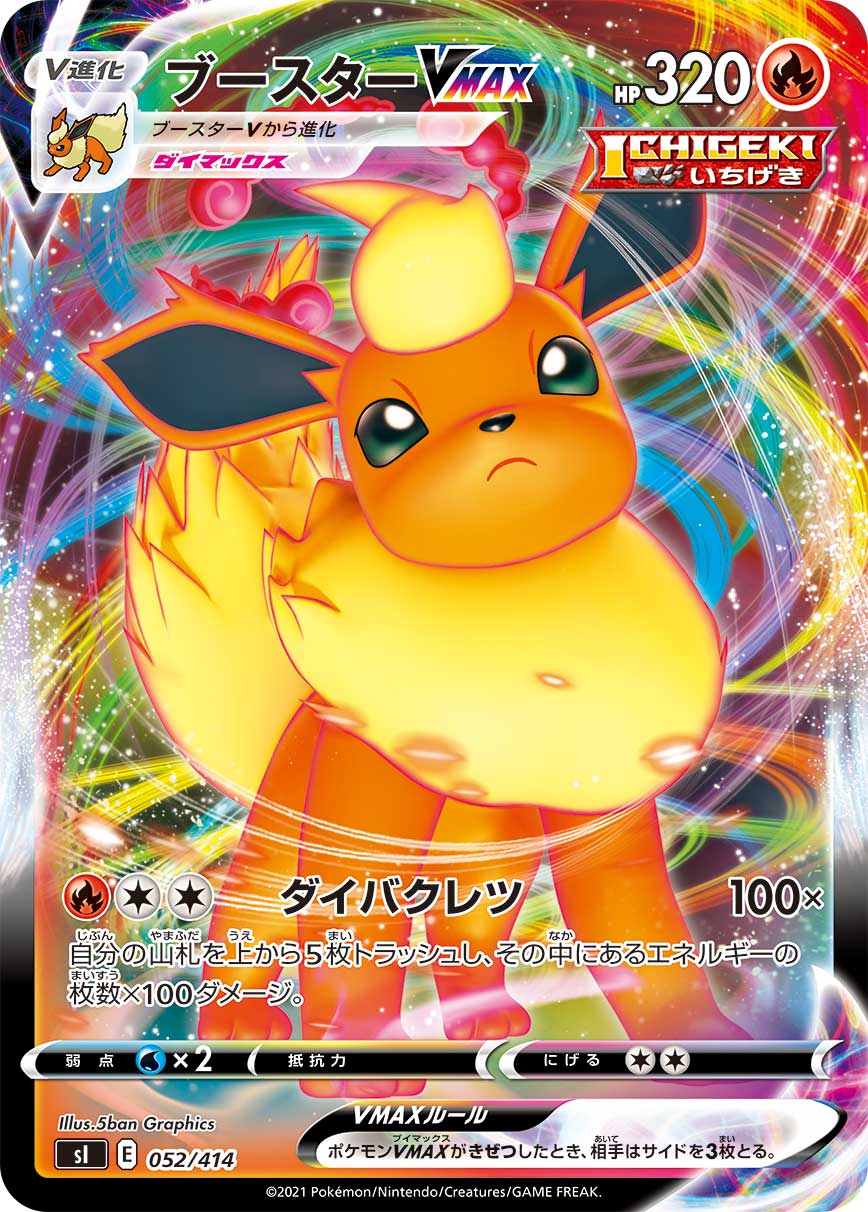 V進化
ブースターVMAX
HP320
ブースターVから進化
ダイマックス
ICHIGEKI
いちげき
ダイバクレツ 100×
自分の山札を上から5枚トラッシュし、その中にあるエネルギーの
枚数×100ダメージ。
弱点 ×2 抵抗力 にげる
Illus.5ban Graphics
VMAXルール
ポケモンVMAXがきぜつしたとき、相手はサイドを3枚とる。
sI E 052/414
©2021 Pokémon/Nintendo/Creatures/GAME FREAK.